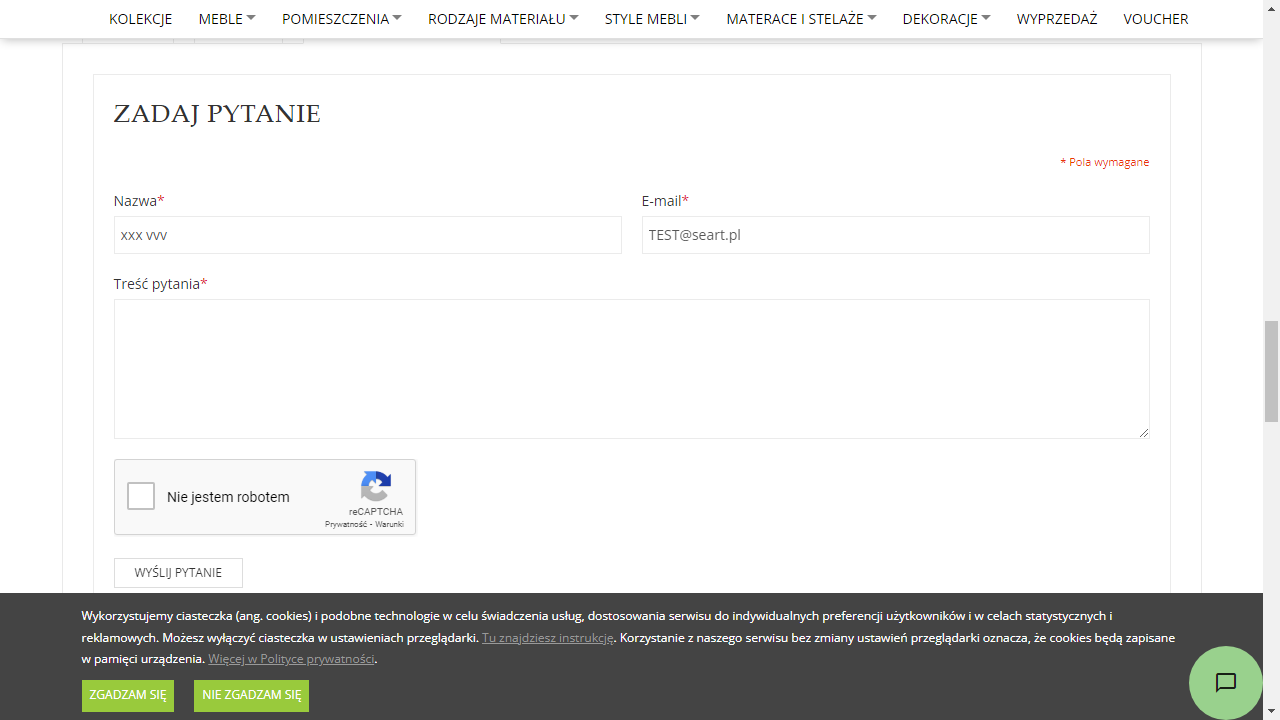 KOLEKCJE MEBLE POMIESZCZENIA RODZAJE MATERIAŁU STYLE MEBLI MATERACE I STELAŻE DEKORACJE WYPRZEDAŻ VOUCHER
ZADAJ PYTANIE
* Pola wymagane
Nazwa* E-mail*
xxx vvv TEST@seart.pl
Treść pytania*
Nie jestem robotem
reCAPTCHA
Prywatność - Warunki
WYŚLIJ PYTANIE
Wykorzystujemy ciasteczka (ang. cookies) i podobne technologie w celu świadczenia usług, dostosowania serwisu do indywidualnych preferencji użytkowników i w celach statystycznych i
reklamowych. Możesz wyłączyć ciasteczka w ustawieniach przeglądarki. Tu znajdziesz instrukcję. Korzystanie z naszego serwisu bez zmiany ustawień przeglądarki oznacza, że cookies będą zapisane
w pamięci urządzenia. Więcej w Polityce prywatności.
ZGADZAM SIĘ NIE ZGADZAM SIĘ